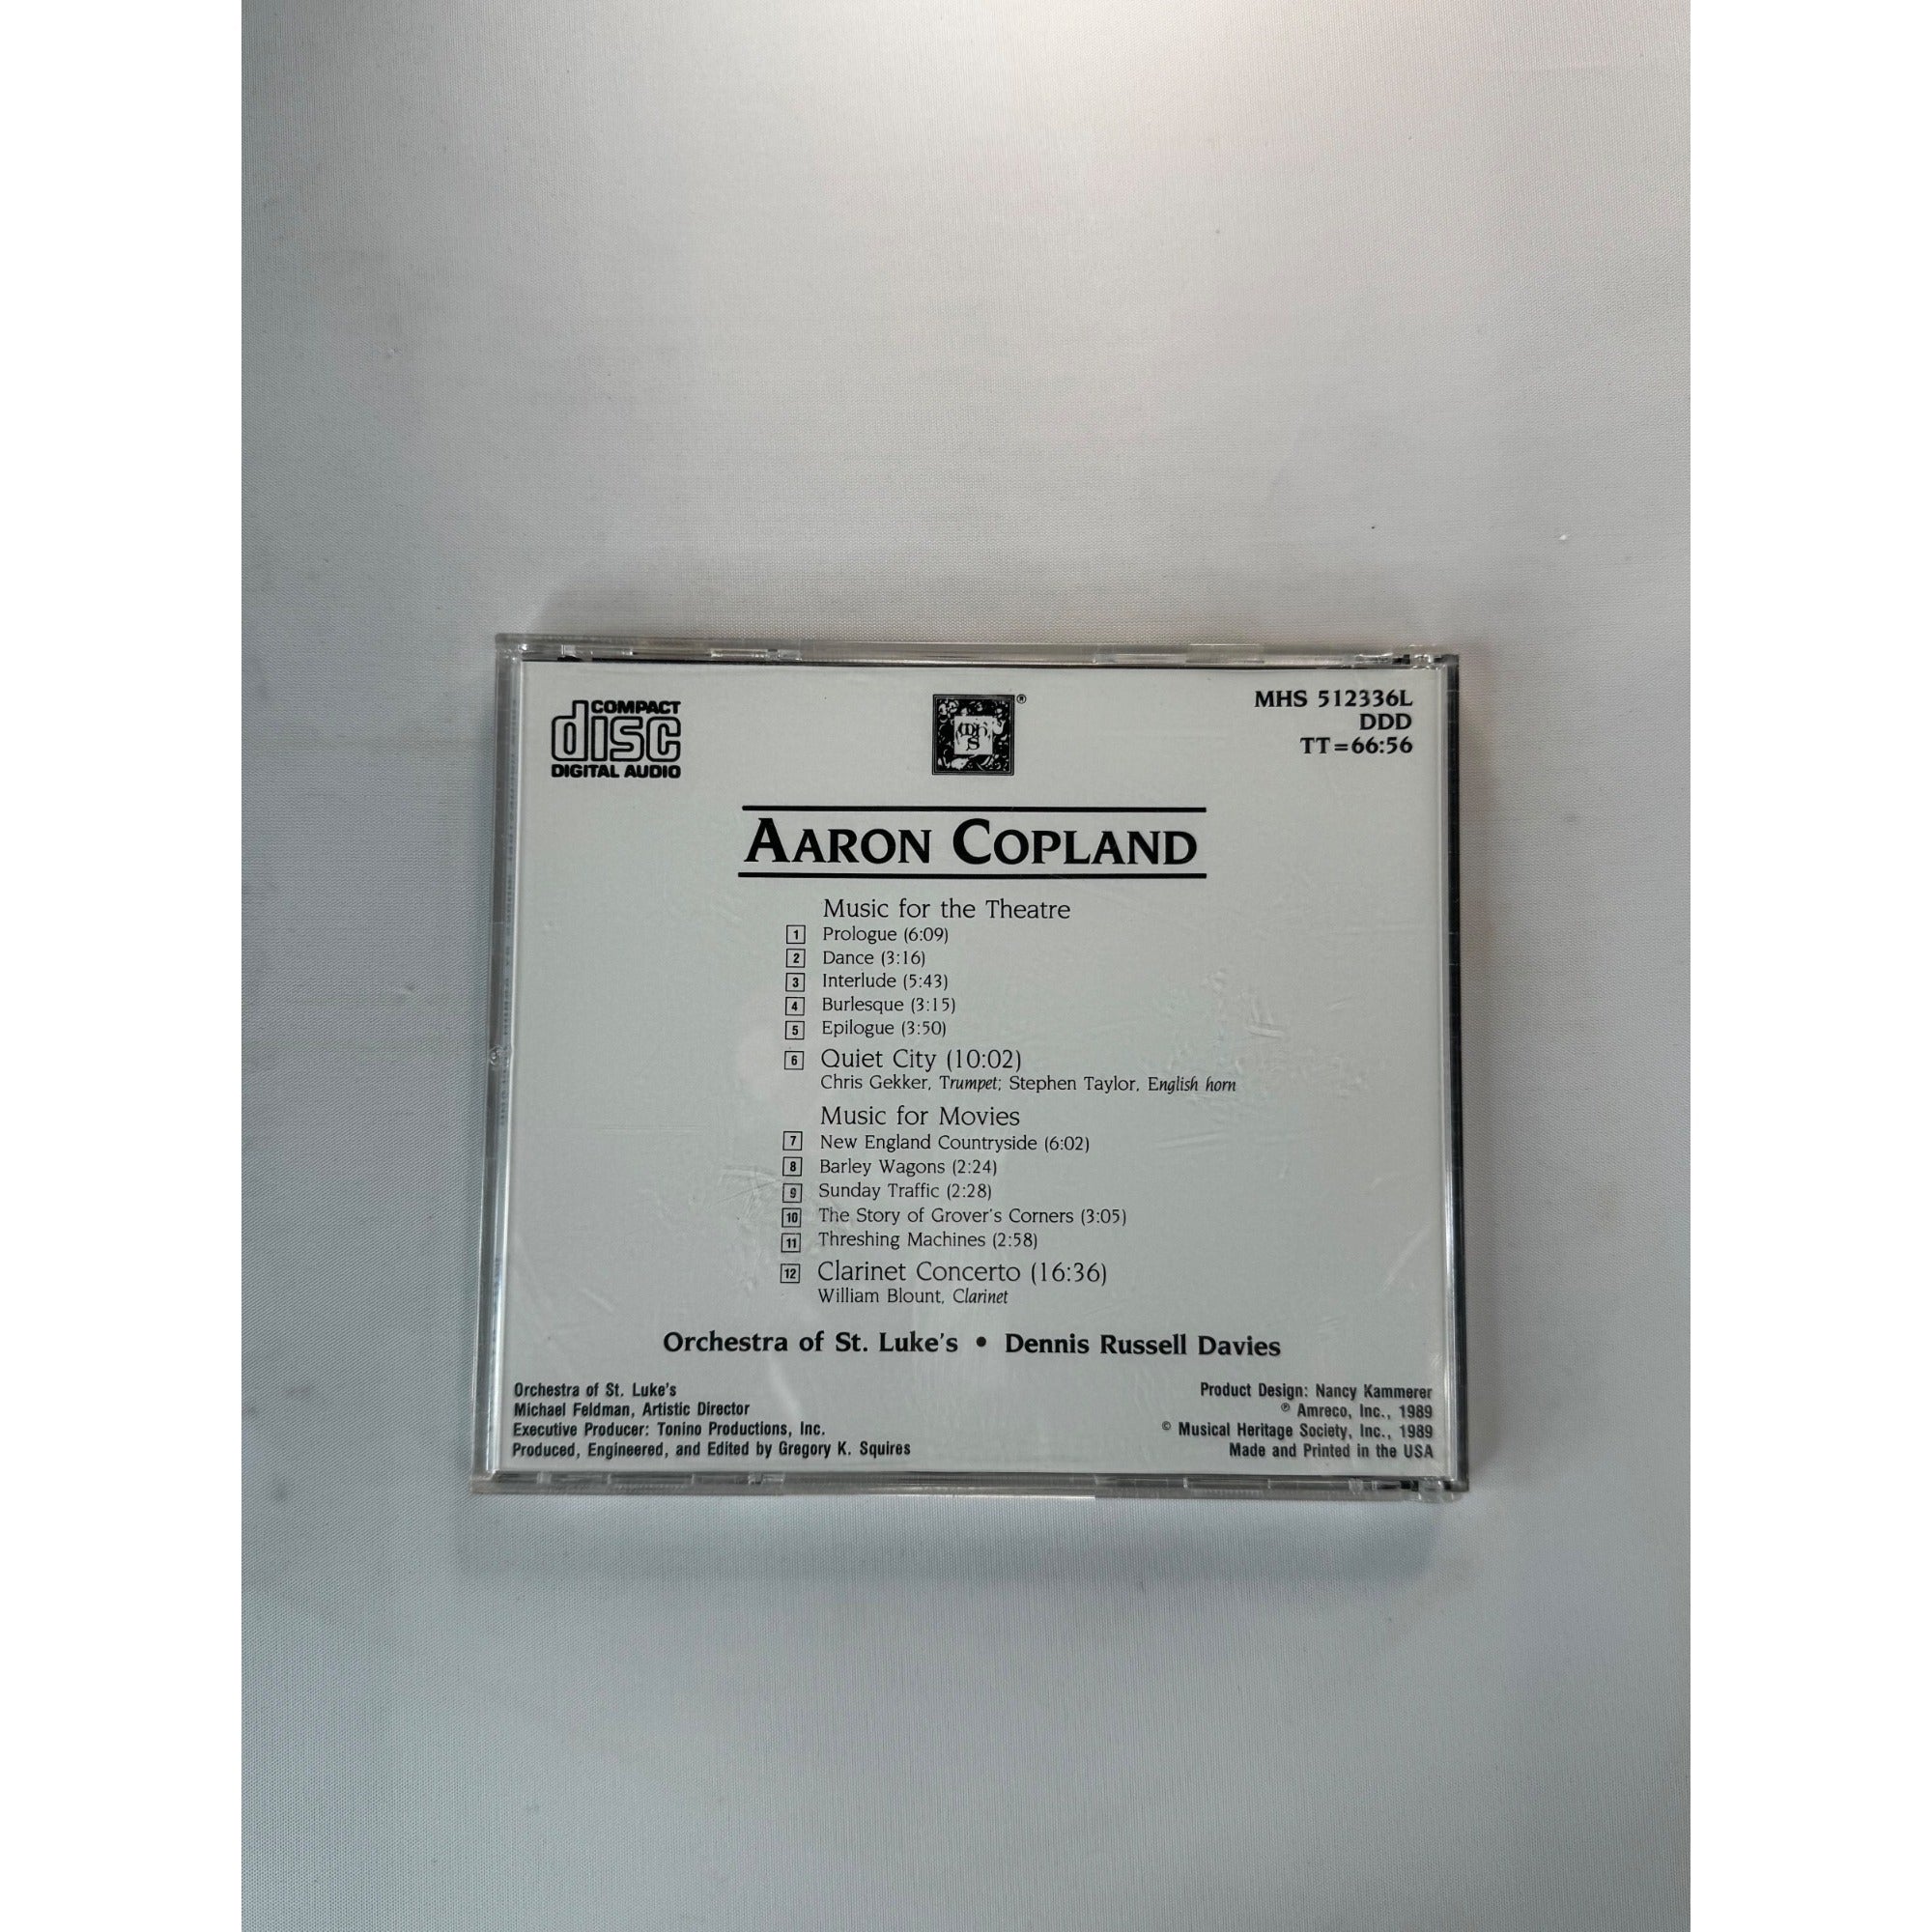 COMPACT
disc
DIGITAL AUDIO
®
MHS 512336L
DDD
TT=66:56
AARON COPLAND
Music for the Theatre
1 Prologue (6:09)
2 Dance (3:16)
3 Interlude (5:43)
4 Burlesque (3:15)
5 Epilogue (3:50)
6 Quiet City (10:02)
Chris Gekker, Trumpet; Stephen Taylor, English horn
Music for Movies
7 New England Countryside (6:02)
8 Barley Wagons (2:24)
9 Sunday Traffic (2:28)
10 The Story of Grover's Corners (3:05)
11 Threshing Machines (2:58)
12 Clarinet Concerto (16:36)
William Blount, Clarinet
Orchestra of St. Luke's • Dennis Russell Davies
Orchestra of St. Luke's
Michael Feldman, Artistic Director
Executive Producer: Tonino Productions, Inc.
Produced, Engineered, and Edited by Gregory K. Squires
Product Design: Nancy Kammerer
℗ Amreco, Inc., 1989
© Musical Heritage Society, Inc., 1989
Made and Printed in the USA